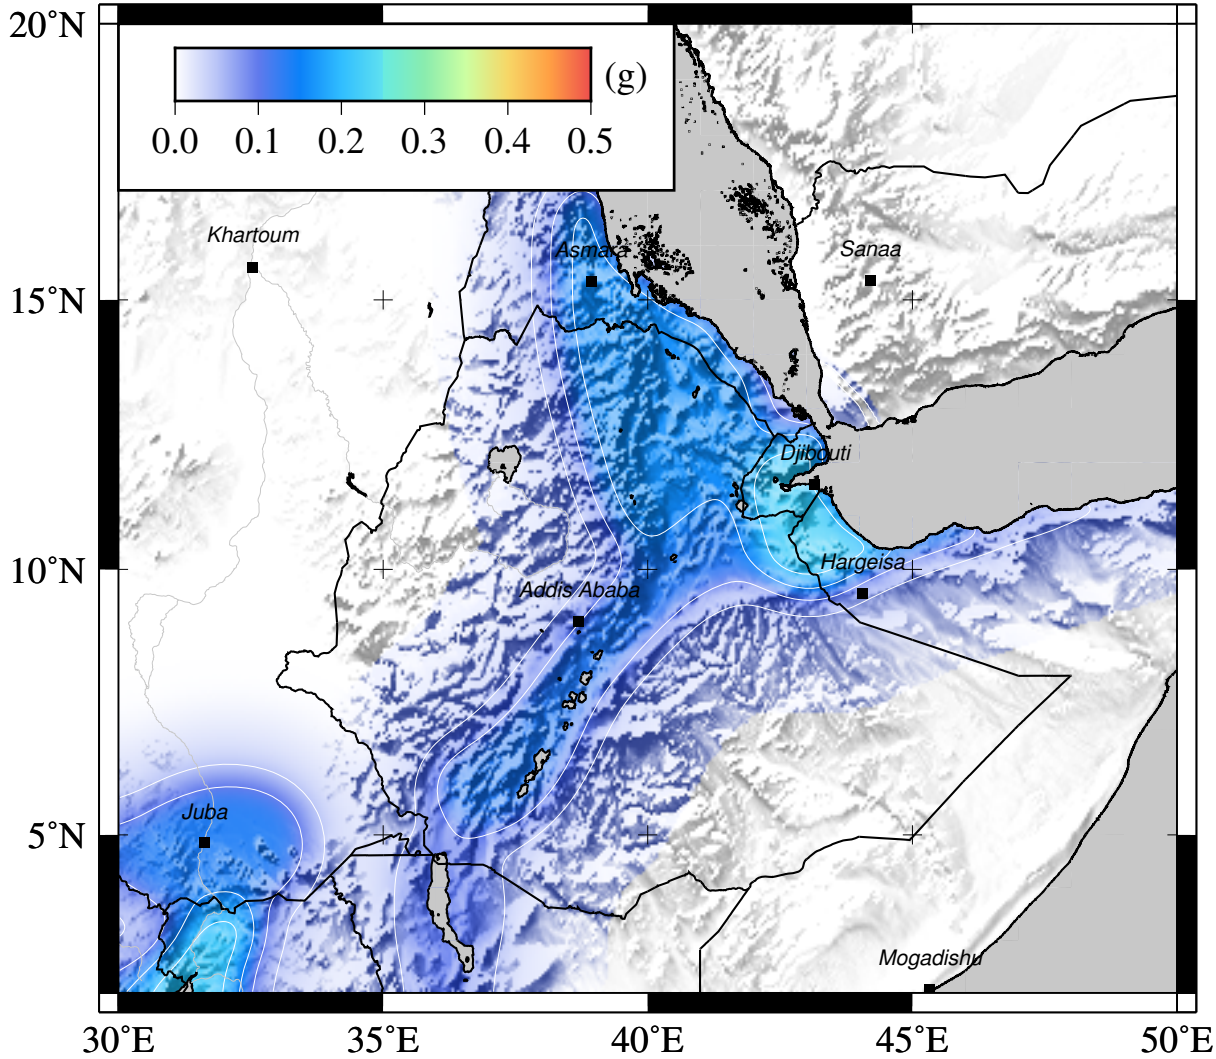 20°N
(g)
0.0 0.1 0.2 0.3 0.4 0.5
Khartoum
Asmara
Sanaa
15°N
Djibouti
Hargeisa
10°N
Addis Ababa
Juba
5°N
Mogadishu
30°E 35°E 40°E 45°E 50°E